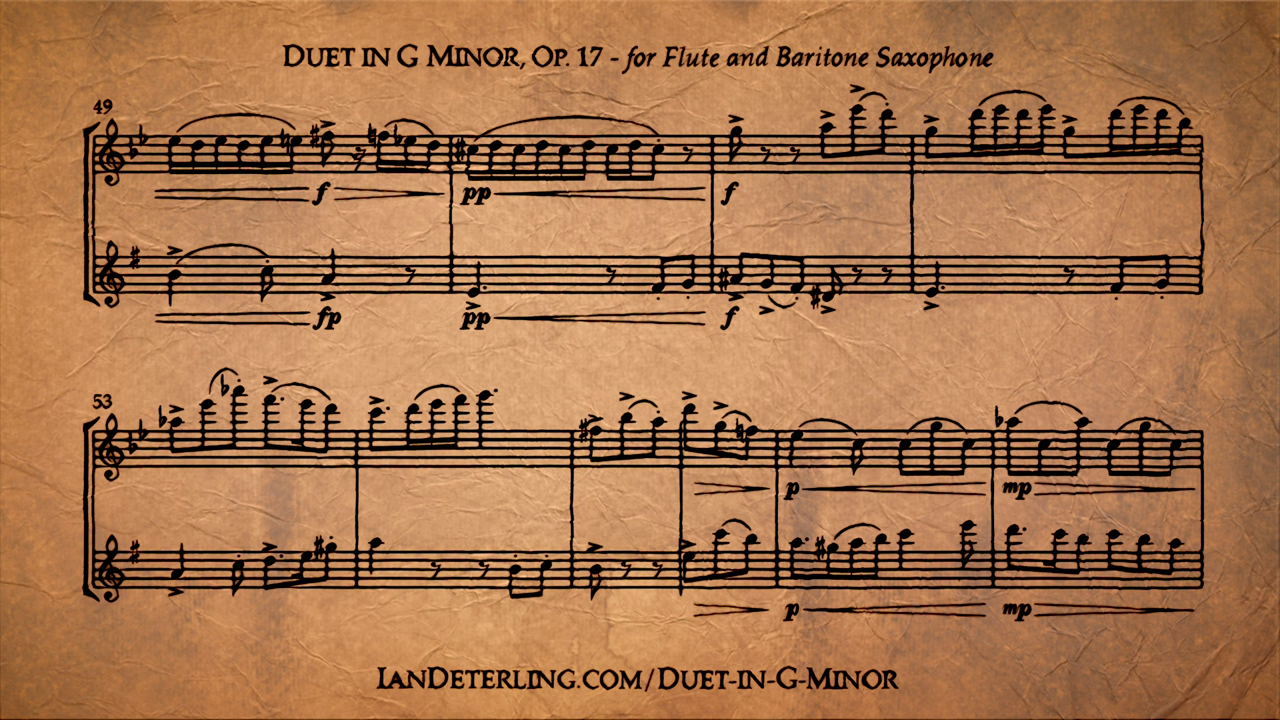 DUET IN G MINOR, OP. 17 - for Flute and Baritone Saxophone
49
f
pp
f
fp
pp
f
53
p
mp
p
mp
IANDETERLING.COM/DUET-IN-G-MINOR